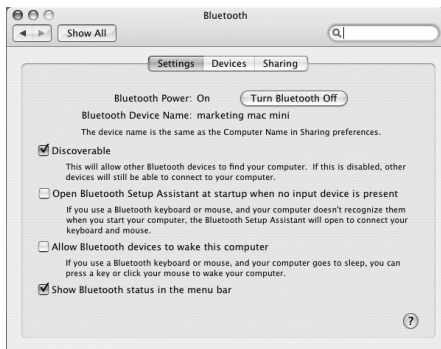 Bluetooth
Show All
Settings Devices Sharing
Bluetooth Power: On Turn Bluetooth Off
Bluetooth Device Name: marketing mac mini
The device name is the same as the Computer Name in Sharing preferences.
Discoverable
This will allow other Bluetooth devices to find your computer. If this is disabled, other
devices will still be able to connect to your computer.
Open Bluetooth Setup Assistant at startup when no input device is present
If you use a Bluetooth keyboard or mouse, and your computer doesn't recognize them
when you start your computer, the Bluetooth Setup Assistant will open to connect your
keyboard and mouse.
Allow Bluetooth devices to wake this computer
If you use a Bluetooth keyboard or mouse, and your computer goes to sleep, you can
press a key or click your mouse to wake your computer.
Show Bluetooth status in the menu bar
?